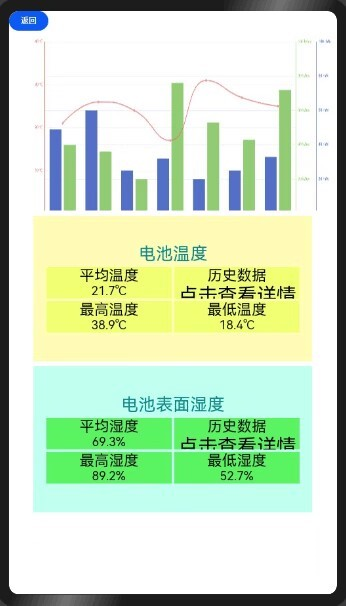 返回
电池温度
平均温度
21.7℃
历史数据
点击查看详情
最高温度
38.9℃
最低温度
18.4℃
电池表面湿度
平均湿度
69.3%
历史数据
点击查看详情
最高湿度
89.2%
最低湿度
52.7%